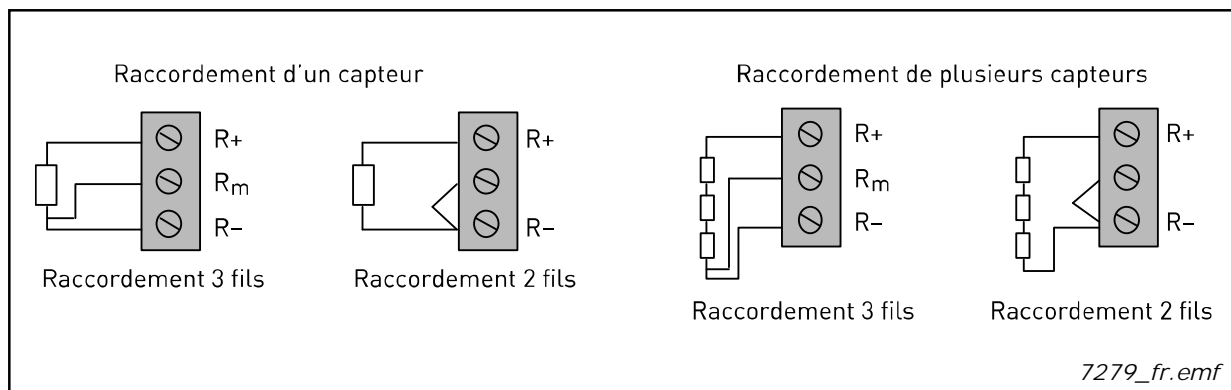 Raccordement d'un capteur
R+
Rm
R–
Raccordement 3 fils
R+
R–
Raccordement 2 fils
Raccordement de plusieurs capteurs
R+
Rm
R–
Raccordement 3 fils
R+
R–
Raccordement 2 fils
7279_fr.emf